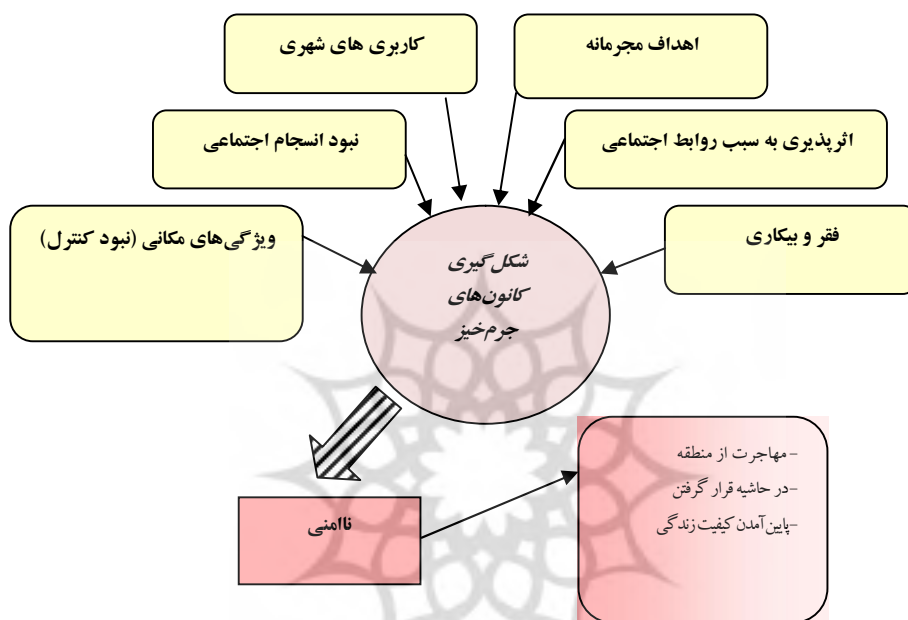 اهداف مجرمانه
کاربری های شهری
اثرپذیری به سبب روابط اجتماعی
نبود انسجام اجتماعی
فقر و بیکاری
ویژگی‌های مکانی (نبود کنترل)
شکل‌گیری
کانون‌های
جرم‌خیز
-مهاجرت از منطقه
-در حاشیه قرار گرفتن
-پایین‌آمدن کیفیت زندگی
ناامنی